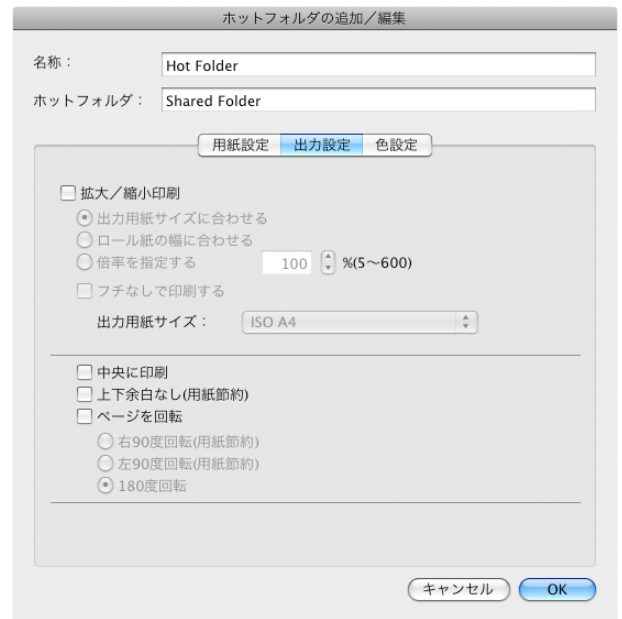 ホットフォルダの追加／編集
名称： Hot Folder
ホットフォルダ： Shared Folder
用紙設定 出力設定 色設定
拡大／縮小印刷
出力用紙サイズに合わせる
ロール紙の幅に合わせる
倍率を指定する 100 %(5〜600)
フチなしで印刷する
出力用紙サイズ： ISO A4
中央に印刷
上下余白なし(用紙節約)
ページを回転
右90度回転(用紙節約)
左90度回転(用紙節約)
180度回転
キャンセル OK